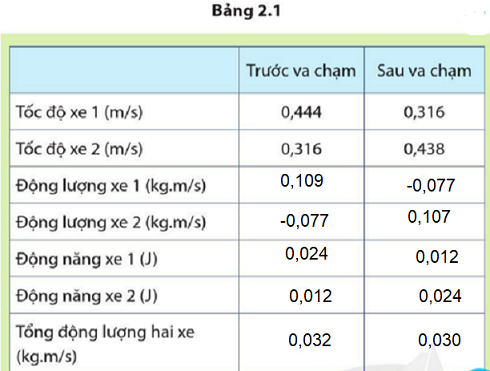 Bảng 2.1
Trước va chạm Sau va chạm
Tốc độ xe 1 (m/s) 0,444 0,316
Tốc độ xe 2 (m/s) 0,316 0,438
Động lượng xe 1 (kg.m/s) 0,109 -0,077
Động lượng xe 2 (kg.m/s) -0,077 0,107
Động năng xe 1 (J) 0,024 0,012
Động năng xe 2 (J) 0,012 0,024
Tổng động lượng hai xe
(kg.m/s) 0,032 0,030